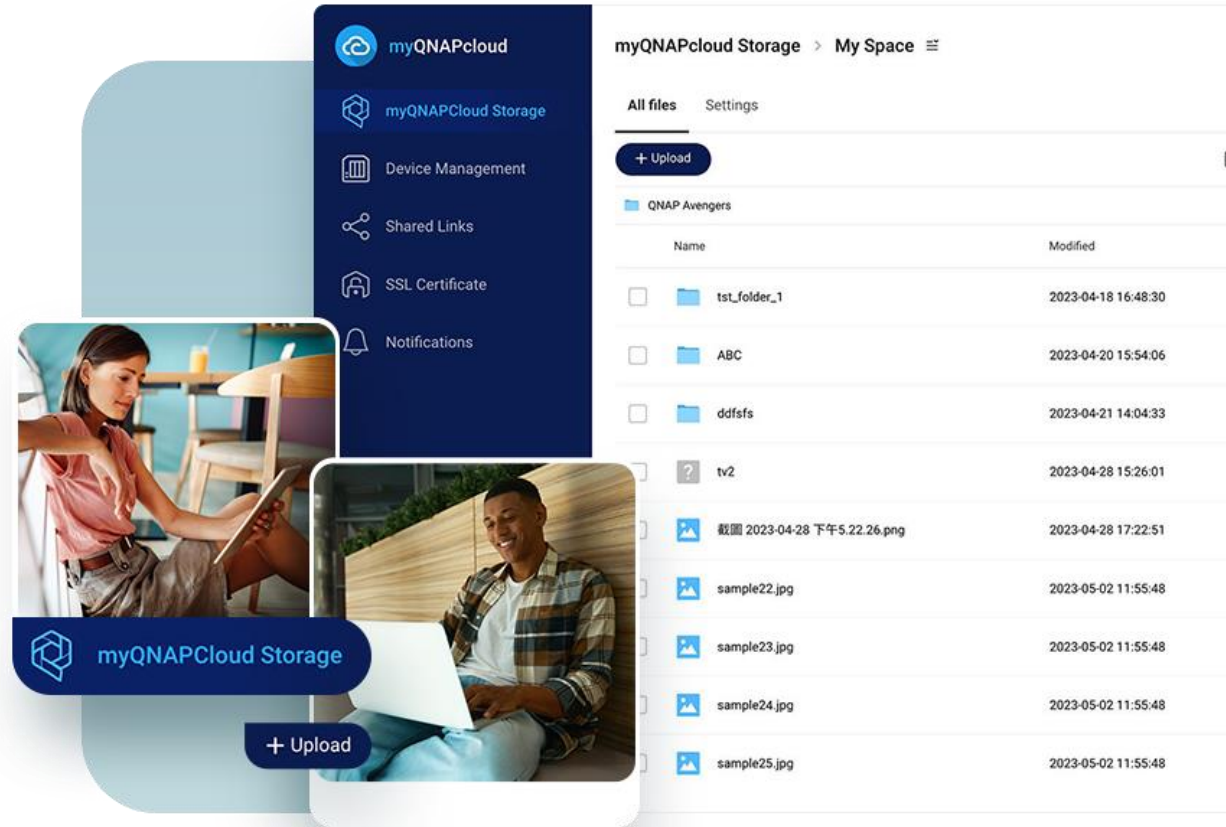 myQNAPcloud
myQNAPCloud Storage
Device Management
Shared Links
SSL Certificate
Notifications
myQNAPcloud Storage > My Space
All files Settings
+ Upload
QNAP Avengers
Name Modified
tst_folder_1 2023-04-18 16:48:30
ABC 2023-04-20 15:54:06
ddfsfs 2023-04-21 14:04:33
tv2 2023-04-28 15:26:01
截圖 2023-04-28 下午5.22.26.png 2023-04-28 17:22:51
sample22.jpg 2023-05-02 11:55:48
sample23.jpg 2023-05-02 11:55:48
sample24.jpg 2023-05-02 11:55:48
sample25.jpg 2023-05-02 11:55:48
myQNAPCloud Storage
+ Upload